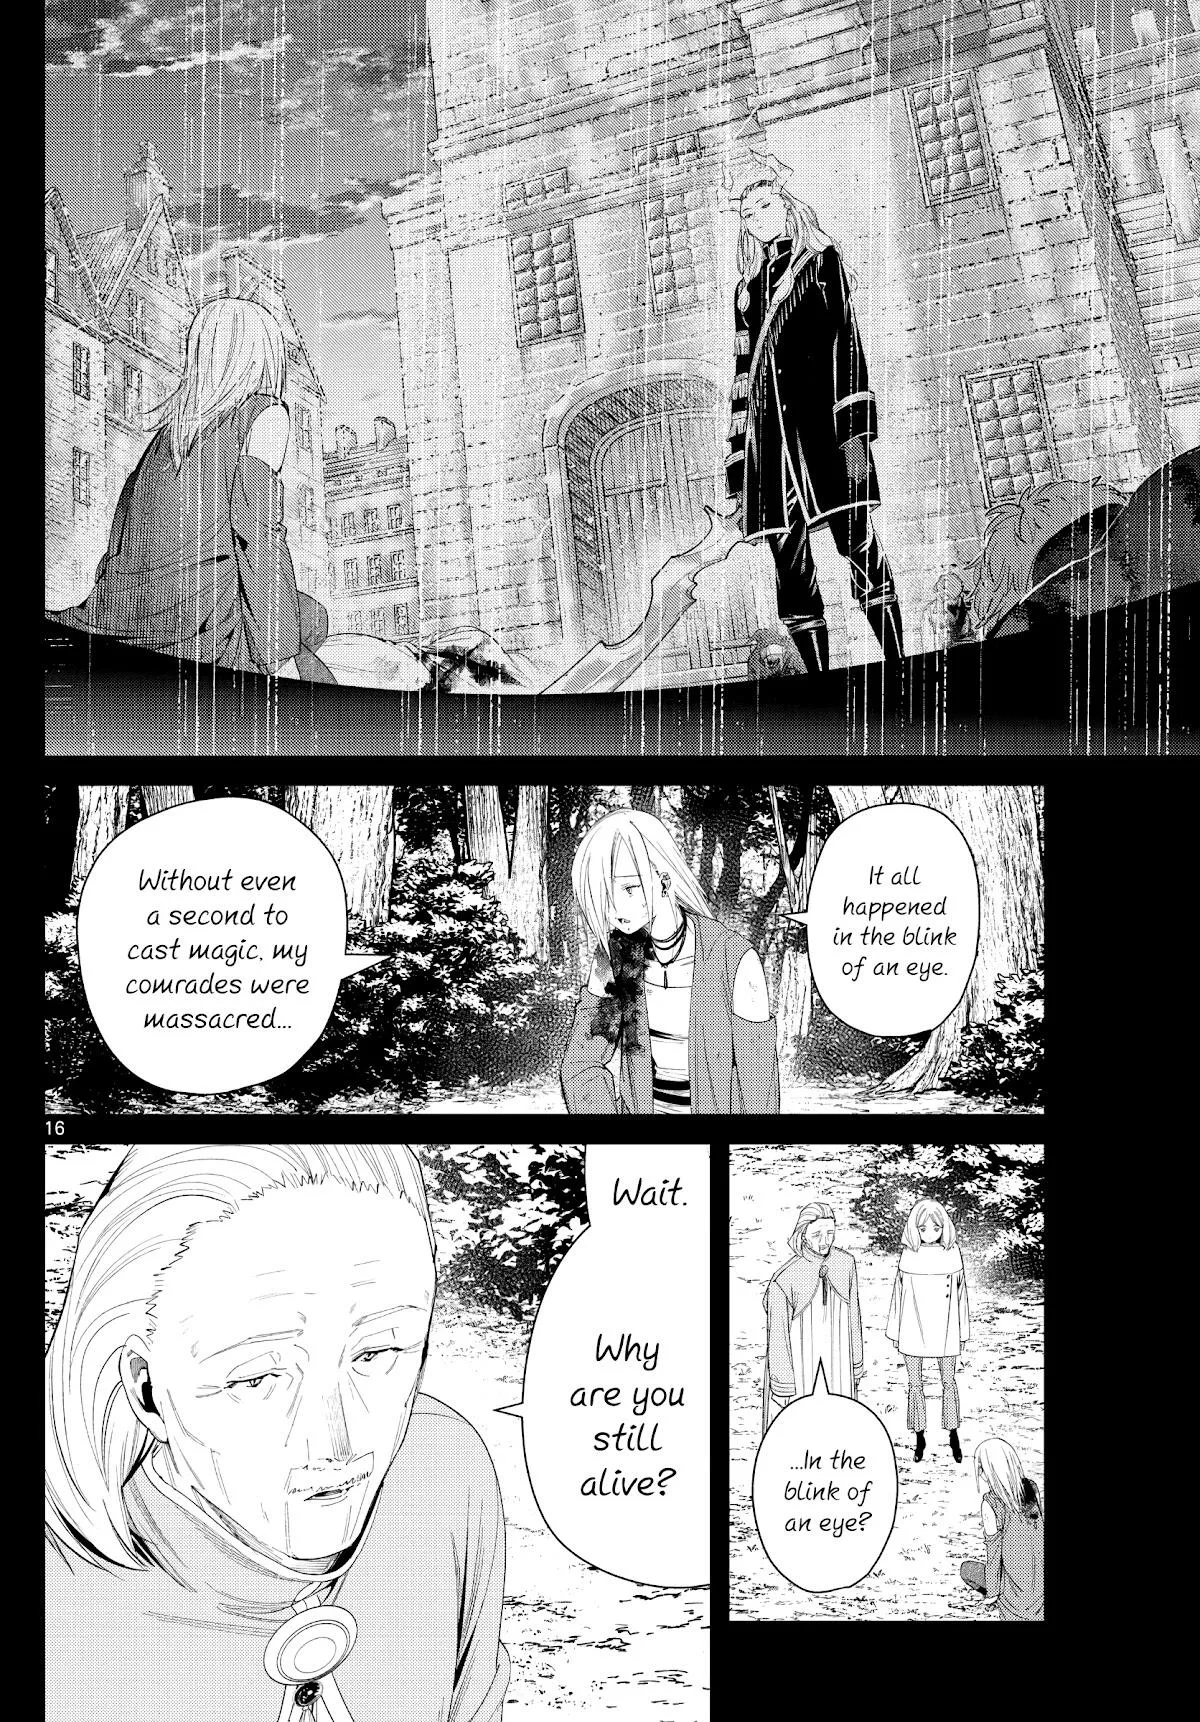 It all
happened
in the blink
of an eye.
Without even
a second to
cast magic, my
comrades were
massacred...
...In the
blink of
an eye?
Wait.
Why
are you
still
alive?
16